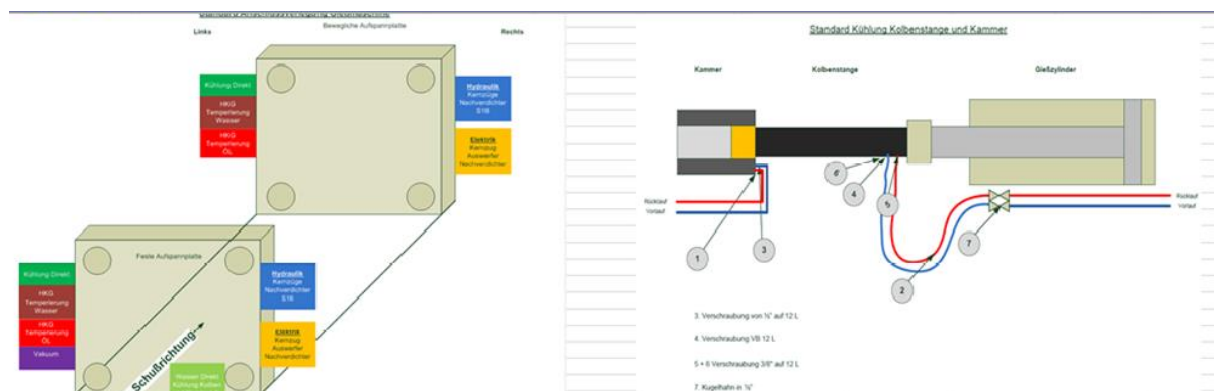 Bewegliche Aufspannplatte
Links
Rechts
Kühlung Direkt
HKG
Temperierung
Wasser
HKG
Temperierung
ÖL
Hydraulik
Kernzüge
Nachverdichter
S18
Elektrik
Kernzug
Auswerfer
Nachverdichter
Feste Aufspannplatte
Kühlung Direkt
HKG
Temperierung
Wasser
HKG
Temperierung
ÖL
Vakuum
Hydraulik
Kernzüge
Nachverdichter
S18
Elektrik
Kernzug
Auswerfer
Nachverdichter
Schußrichtung
Wasser Direkt
Kühlung Kolben
Standard Kühlung Kolbenstange und Kammer
Kammer
Kolbenstange
Gießzylinder
Rücklauf
Vorlauf
Rücklauf
Vorlauf
1
2
3
4
5
6
7
3. Verschraubung von ½" auf 12 L
4. Verschraubung VB 12 L
5 + 6 Verschraubung 3/8" auf 12 L
7. Kugelhahn in ½"